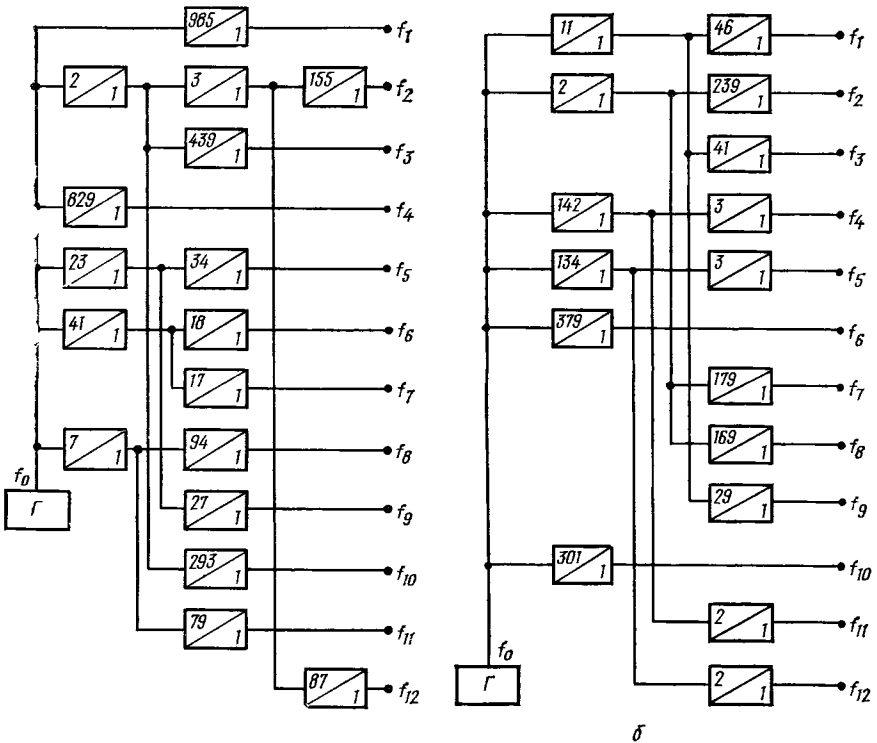 985 1 f1
2 1 3 1 155 1 f2
439 1 f3
829 1 f4
23 1 34 1 f5
41 1 18 1 f6
17 1 f7
7 1 94 1 f8
f0
Г
27 1 f9
293 1 f10
79 1 f11
87 1 f12
11 1 46 1 f1
2 1 239 1 f2
41 1 f3
142 1 3 1 f4
134 1 3 1 f5
379 1 f6
179 1 f7
169 1 f8
29 1 f9
301 1 f10
2 1 f11
f0
Г
2 1 f12
б